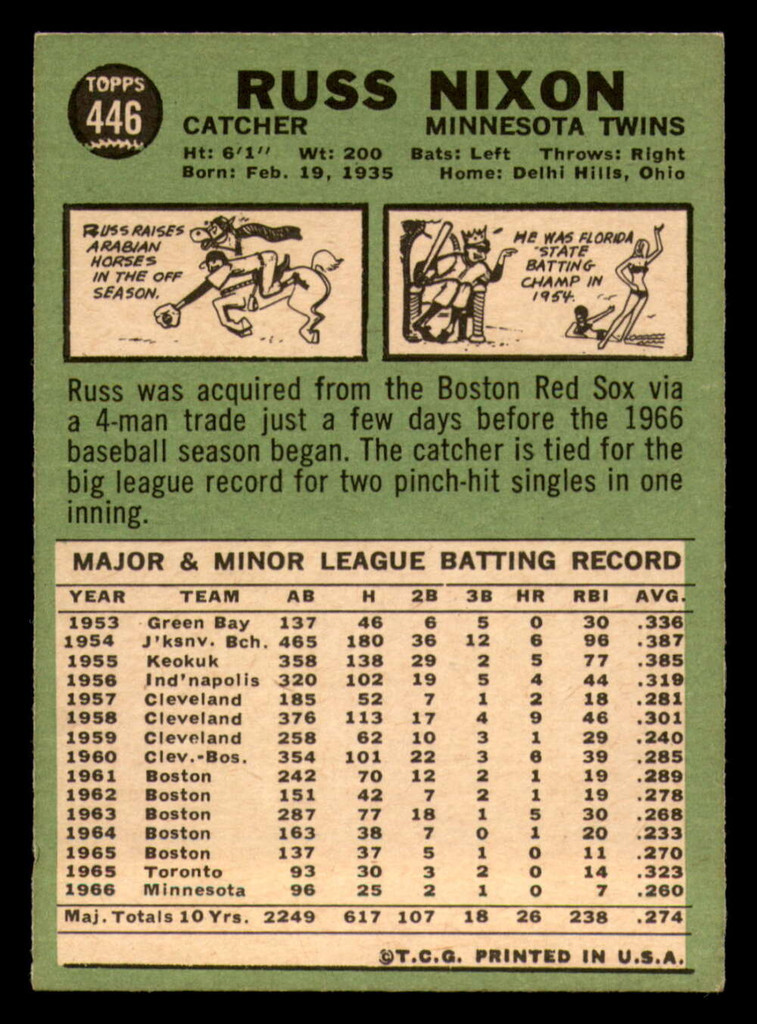 TOPPS
446
RUSS NIXON
CATCHER MINNESOTA TWINS
Ht: 6'1" Wt: 200 Bats: Left Throws: Right
Born: Feb. 19, 1935 Home: Delhi Hills, Ohio
RUSS RAISES
ARABIAN
HORSES
IN THE OFF
SEASON.
HE WAS FLORIDA
STATE
BATTING
CHAMP IN
1954.
Russ was acquired from the Boston Red Sox via
a 4-man trade just a few days before the 1966
baseball season began. The catcher is tied for the
big league record for two pinch-hit singles in one
inning.
MAJOR & MINOR LEAGUE BATTING RECORD
YEAR TEAM AB H 2B 3B HR RBI AVG.
1953 Green Bay 137 46 6 5 0 30 .336
1954 J'ksnv. Bch. 465 180 36 12 6 96 .387
1955 Keokuk 358 138 29 2 5 77 .385
1956 Ind'napolis 320 102 19 5 4 44 .319
1957 Cleveland 185 52 7 1 2 18 .281
1958 Cleveland 376 113 17 4 9 46 .301
1959 Cleveland 258 62 10 3 1 29 .240
1960 Clev.-Bos. 354 101 22 3 6 39 .285
1961 Boston 242 70 12 2 1 19 .289
1962 Boston 151 42 7 2 1 19 .278
1963 Boston 287 77 18 1 5 30 .268
1964 Boston 163 38 7 0 1 20 .233
1965 Boston 137 37 5 1 0 11 .270
1965 Toronto 93 30 3 2 0 14 .323
1966 Minnesota 96 25 2 1 0 7 .260
Maj. Totals 10 Yrs. 2249 617 107 18 26 238 .274
©T.C.G. PRINTED IN U.S.A.